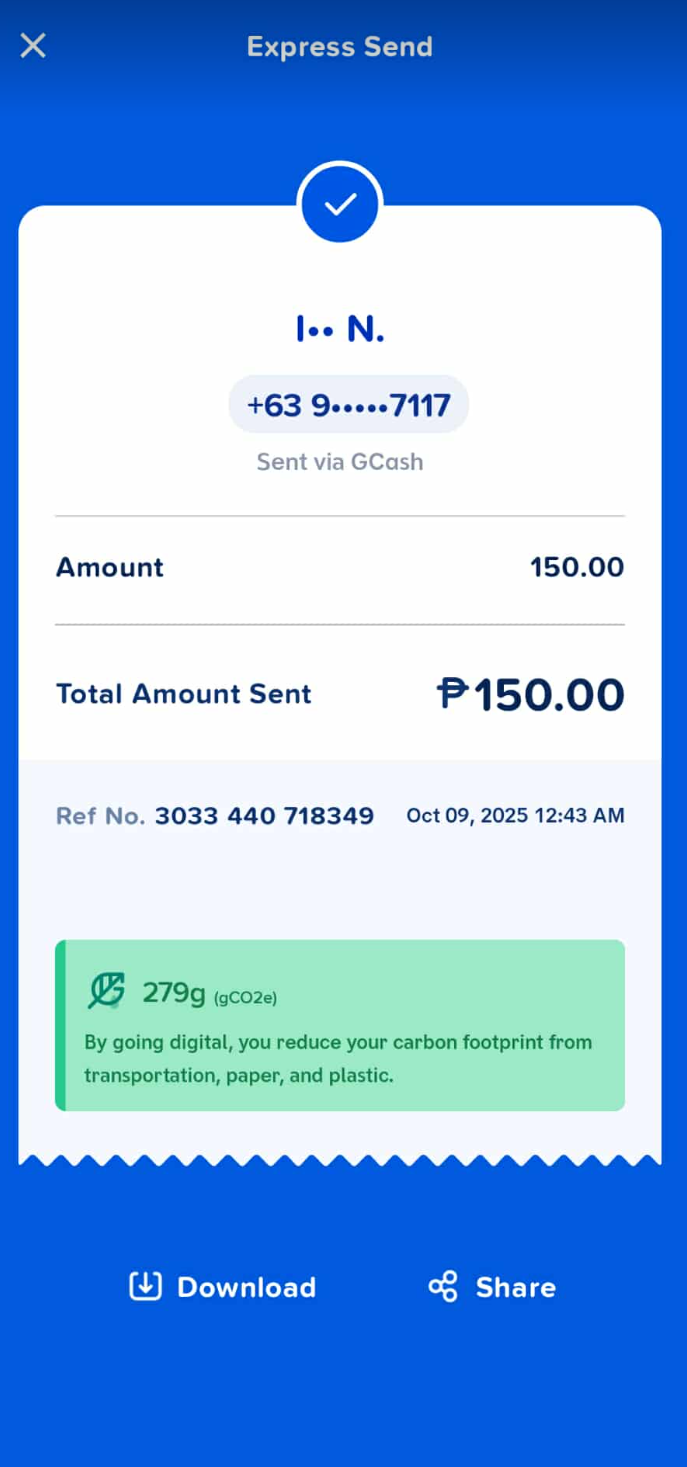 Express Send
I•• N.
+63 9•••••7117
Sent via GCash
Amount 150.00
Total Amount Sent ₱150.00
Ref No. 3033 440 718349 Oct 09, 2025 12:43 AM
279g (gCO2e)
By going digital, you reduce your carbon footprint from
transportation, paper, and plastic.
Download Share